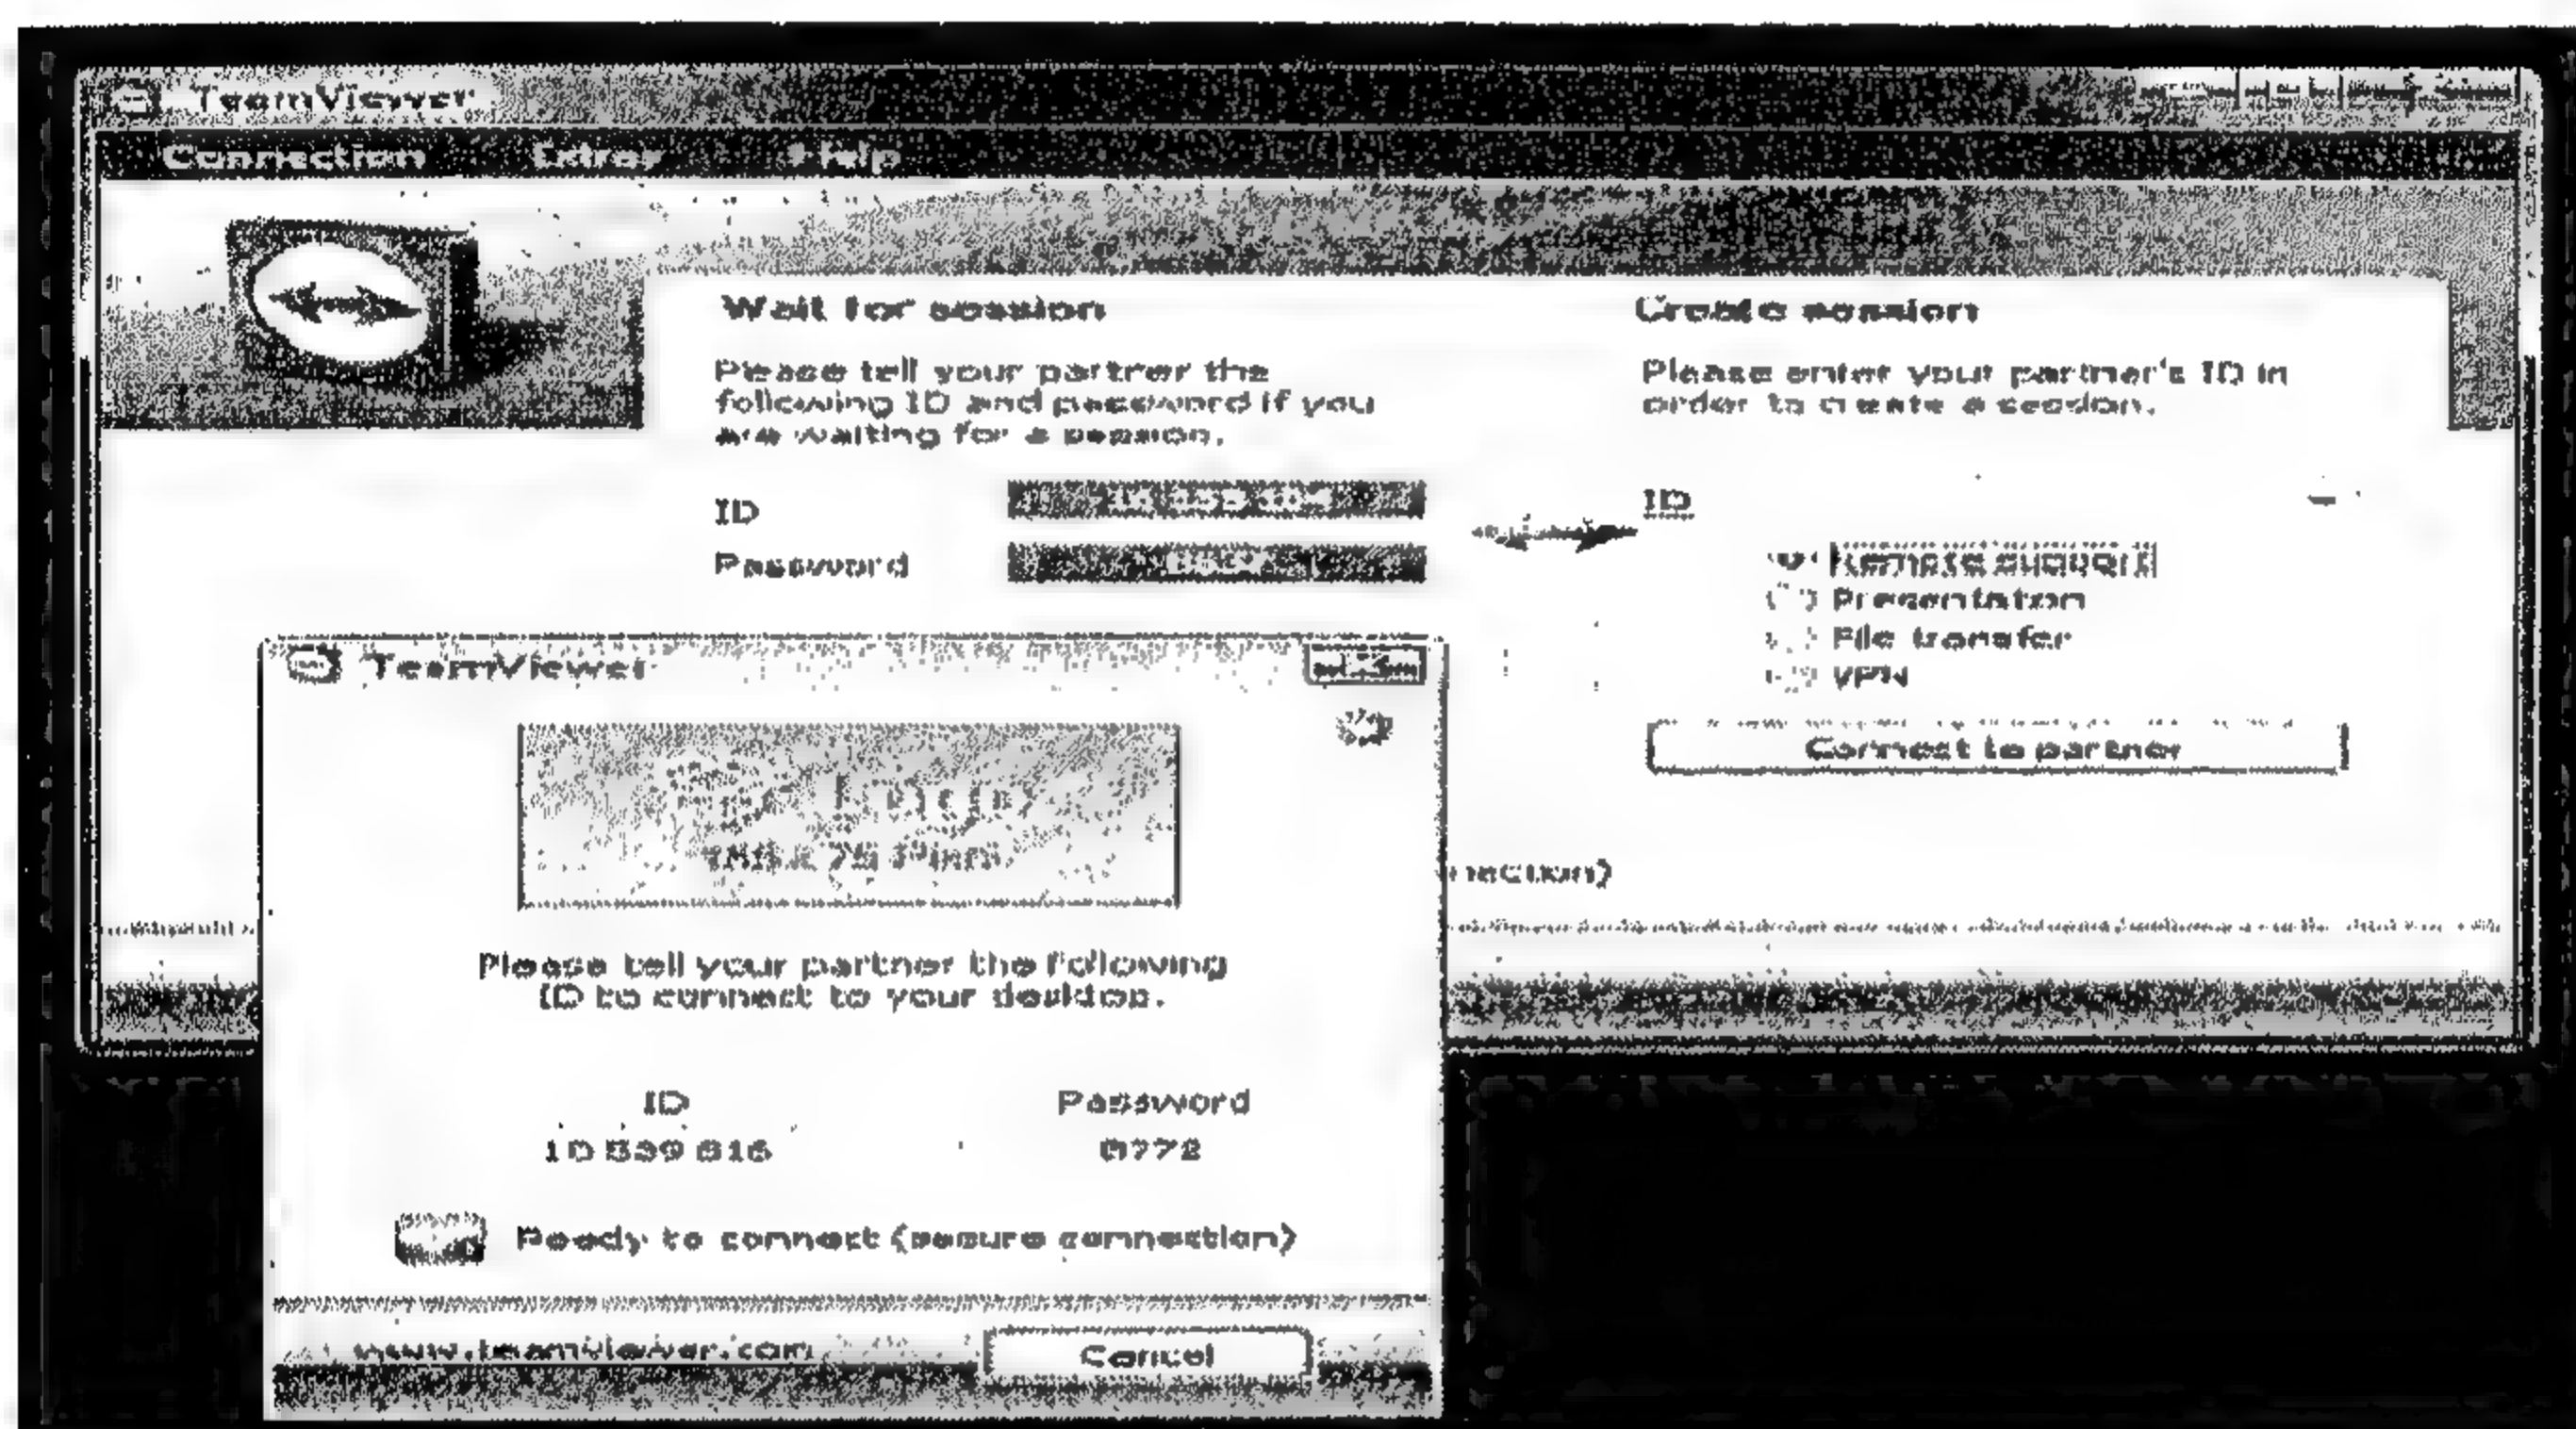 TeamViewer
Connection Extras Help
Wait for session
Please tell your partner the
following ID and password if you
are waiting for a session.
ID
Password
Create session
Please enter your partner's ID in
order to create a session.
ID
Remote support
Presentation
File transfer
VPN
Connect to partner
nection)
TeamViewer
Please tell your partner the following
ID to connect to your desktop.
ID Password
10
Ready to connect (secure connection)
www.teamviewer.com
Cancel